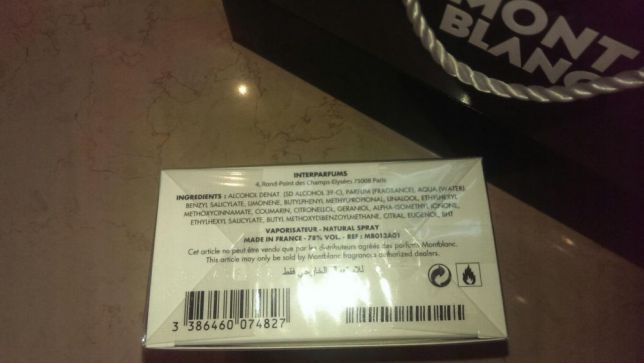 MONT
BLANC
INTERPARFUMS
4, Rond-Point des Champs-Elysées 75008 Paris
INGREDIENTS : ALCOHOL DENAT. (SD ALCOHOL 39-C), PARFUM (FRAGRANCE), AQUA (WATER)
BENZYL SALICYLATE, LIMONENE, BUTYLPHENYL METHYLPROPIONAL, LINALOOL, ETHYLHEXYL
METHOXYCINNAMATE, COUMARIN, CITRONELLOL, GERANIOL, ALPHA-ISOMETHYL IONONE,
ETHYLHEXYL SALICYLATE, BUTYL METHOXYDIBENZOYLMETHANE, CITRAL, EUGENOL, BHT
VAPORISATEUR - NATURAL SPRAY
MADE IN FRANCE - 78% VOL. - REF : MB013A01
Cet article ne peut être vendu que par les distributeurs agréés des parfums Montblanc.
This article may only be sold by Montblanc fragrances authorized dealers.
الخارجي فقط
3 386460 074827